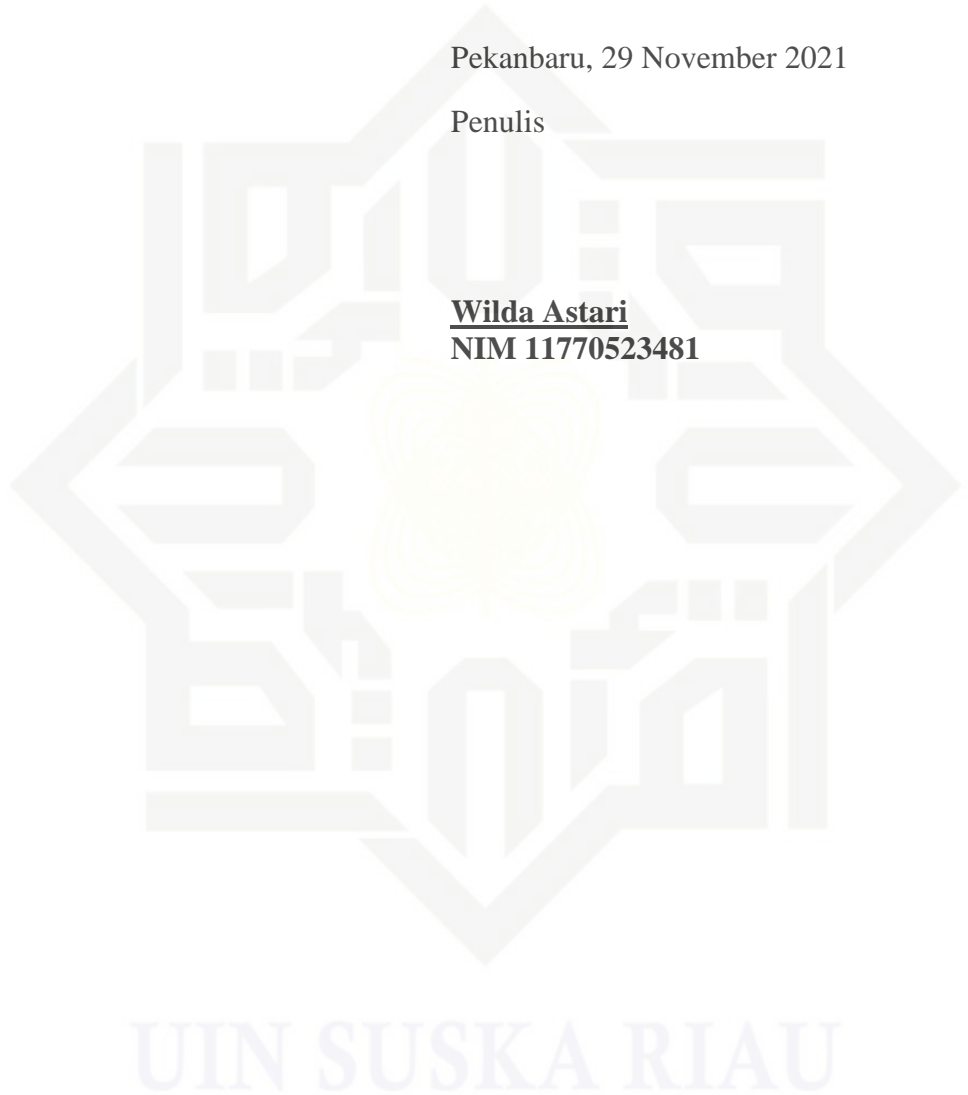 Pekanbaru, 29 November 2021
Penulis
Wilda Astari
NIM 11770523481
UIN SUSKA RIAU